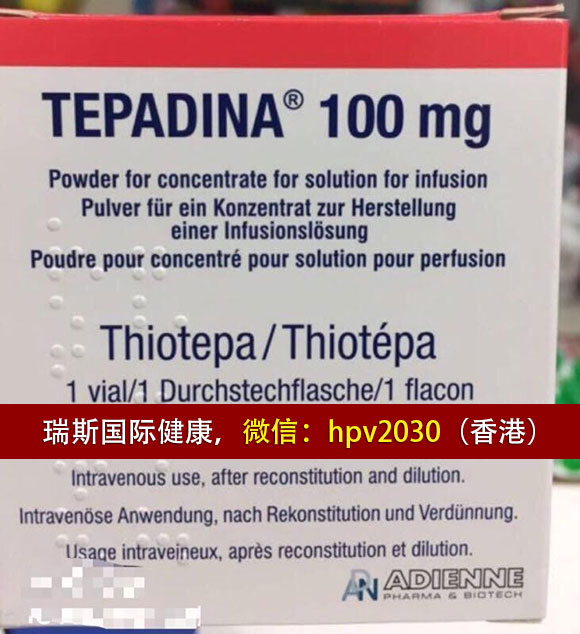 TEPADINA® 100 mg
Powder for concentrate for solution for infusion
Pulver für ein Konzentrat zur Herstellung
einer Infusionslösung
Poudre pour concentré pour solution pour perfusion
Thiotepa/Thiotépa
1 vial/1 Durchstechflasche/1 flacon
瑞斯国际健康，微信：hpv2030（香港）
Intravenous use, after reconstitution and dilution.
Intravenöse Anwendung, nach Rekonstitution und Verdünnung.
Usage intraveineux, après reconstitution et dilution.
ADIENNE
PHARMA & BIOTECH